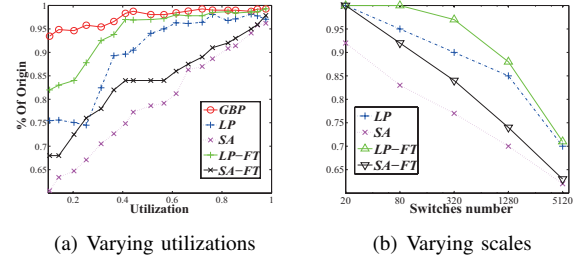 % Of Origin
1
0.95
0.9
0.85
0.8
0.75
0.7
0.65
GBP
LP
SA
LP-FT
SA-FT
0.2
0.4
0.6
0.8
1
Utilization
(a) Varying utilizations
1
0.95
0.9
0.85
0.8
0.75
0.7
0.65
LP
SA
LP-FT
SA-FT
20
80
320
1280
5120
Switches number
(b) Varying scales